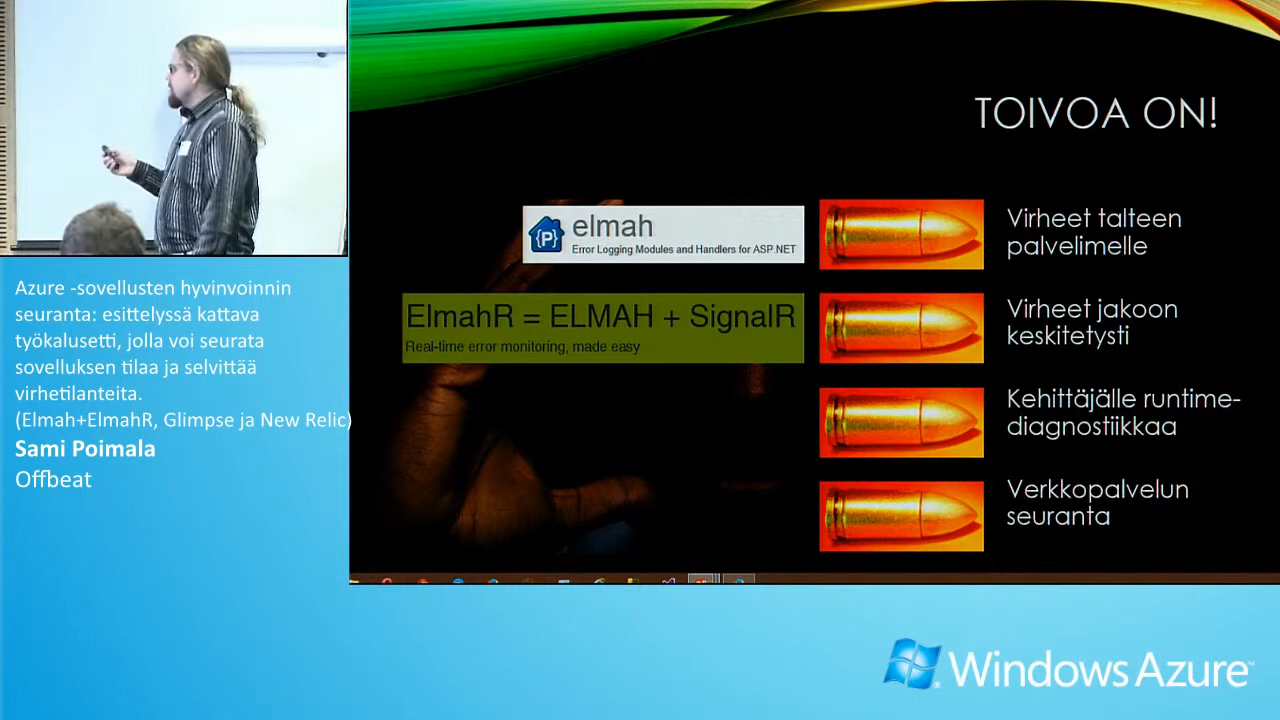 TOIVOA ON!
elmah
Error Logging Modules and Handlers for ASP.NET
Virheet talteen
palvelimelle
ElmahR = ELMAH + SignalR
Real-time error monitoring, made easy
Virheet jakoon
keskitetysti
Kehittäjälle runtime-
diagnostiikkaa
Verkkopalvelun
seuranta
Azure -sovellusten hyvinvoinnin
seuranta: esittelyssä kattava
työkalusetti, jolla voi seurata
sovelluksen tilaa ja selvittää
virhetilanteita.
(Elmah+ElmahR, Glimpse ja New Relic)
Sami Poimala
Offbeat
Windows Azure™